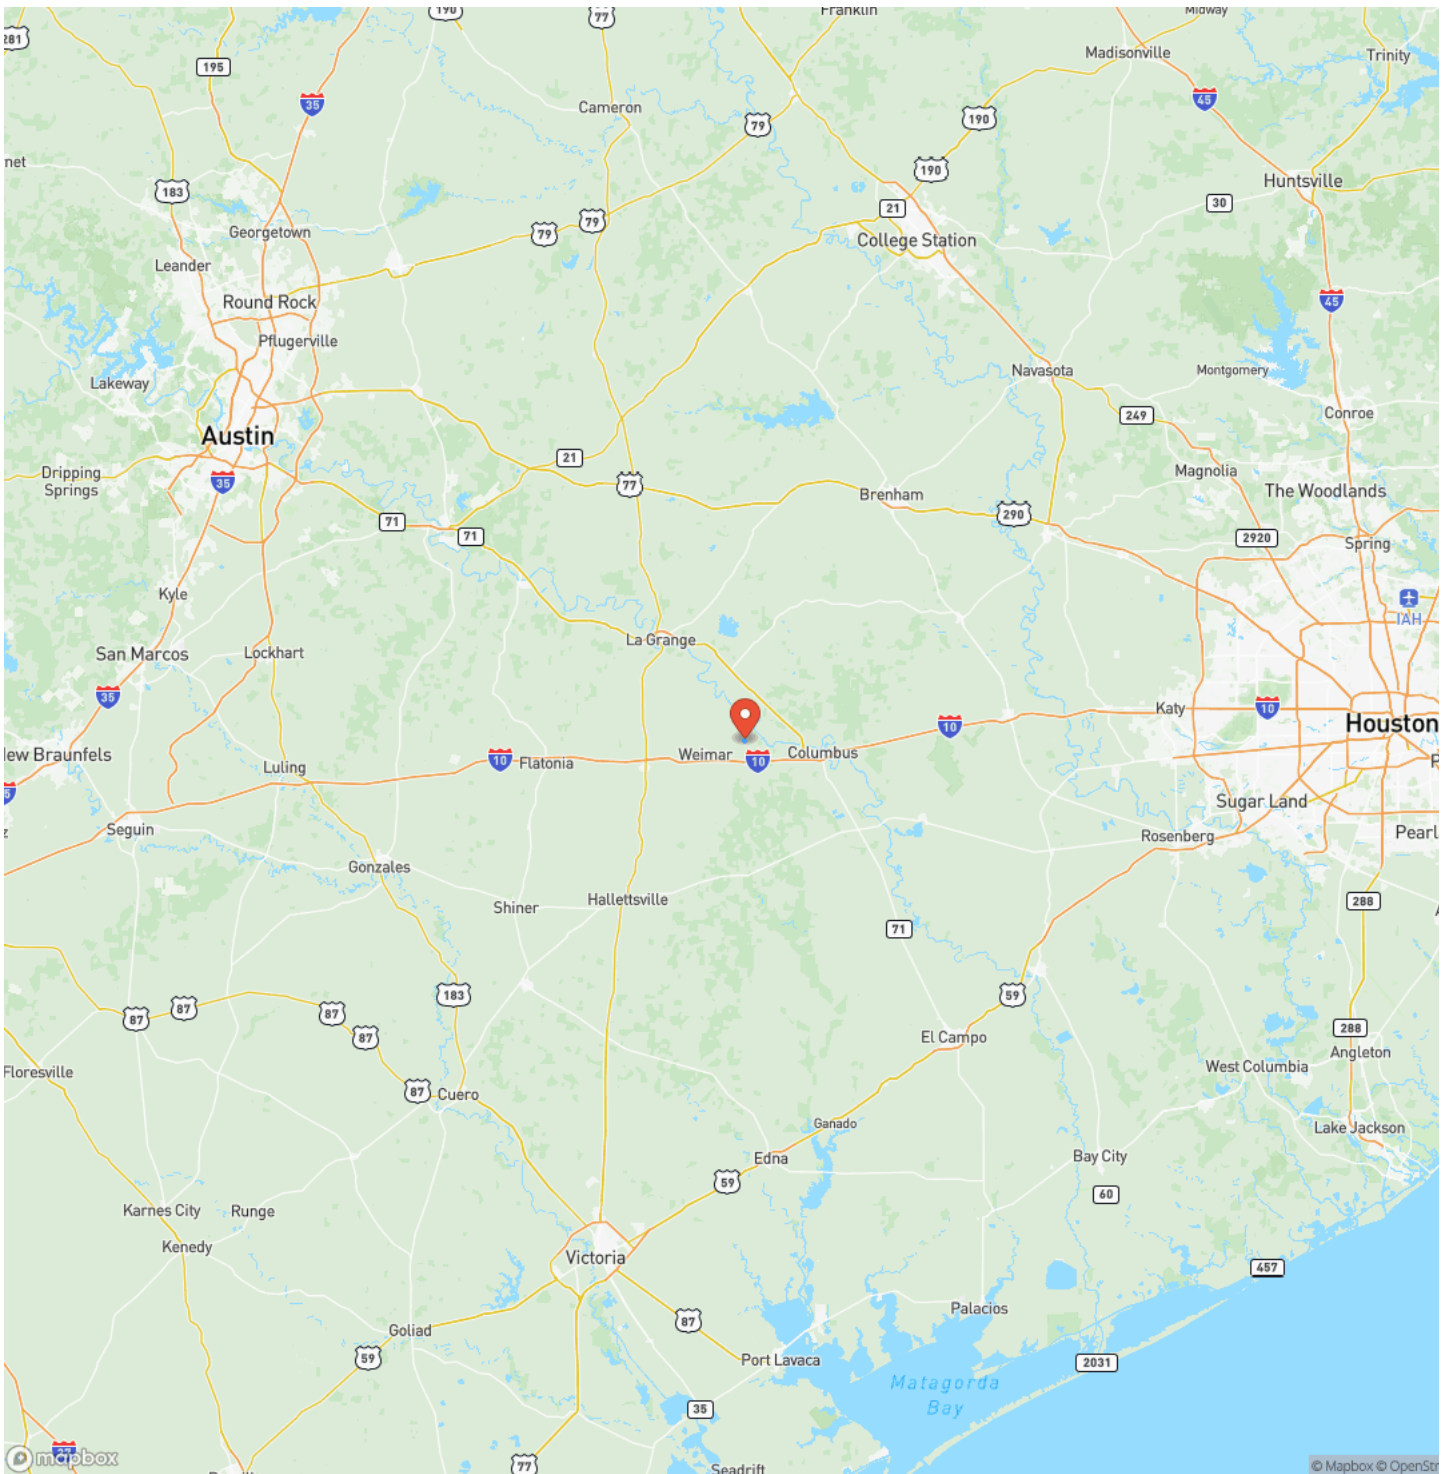 190
77
Franklin
Midway
281
195
35
Cameron
79
190
Madisonville
45
Trinity
net
183
190
Huntsville
21
30
Georgetown
79
79
College Station
Leander
Round Rock
45
Pflugerville
Lakeway
Navasota
Montgomery
249
Conroe
Austin
Dripping
Springs
35
21
77
Brenham
Magnolia
The Woodlands
71
71
290
2920
Spring
Kyle
IAH
San Marcos
Lockhart
La Grange
35
Katy
10
10
Houston
New Braunfels
Luling
10
Flatonia
Weimar
10
Columbus
P
5
Sugar Land
Seguin
z
Rosenberg
Pearl
Gonzales
Shiner
Hallettsville
288
71
87
87
87
183
59
87
El Campo
288
Angleton
Floresville
87
Cuero
West Columbia
Ganado
Lake Jackson
Edna
Bay City
59
60
Karnes City
Runge
Kenedy
Victoria
457
Palacios
87
Goliad
59
Port Lavaca
2031
Matagorda
Bay
35
37
mapbox
77
Seadrift
© Mapbox © OpenStr